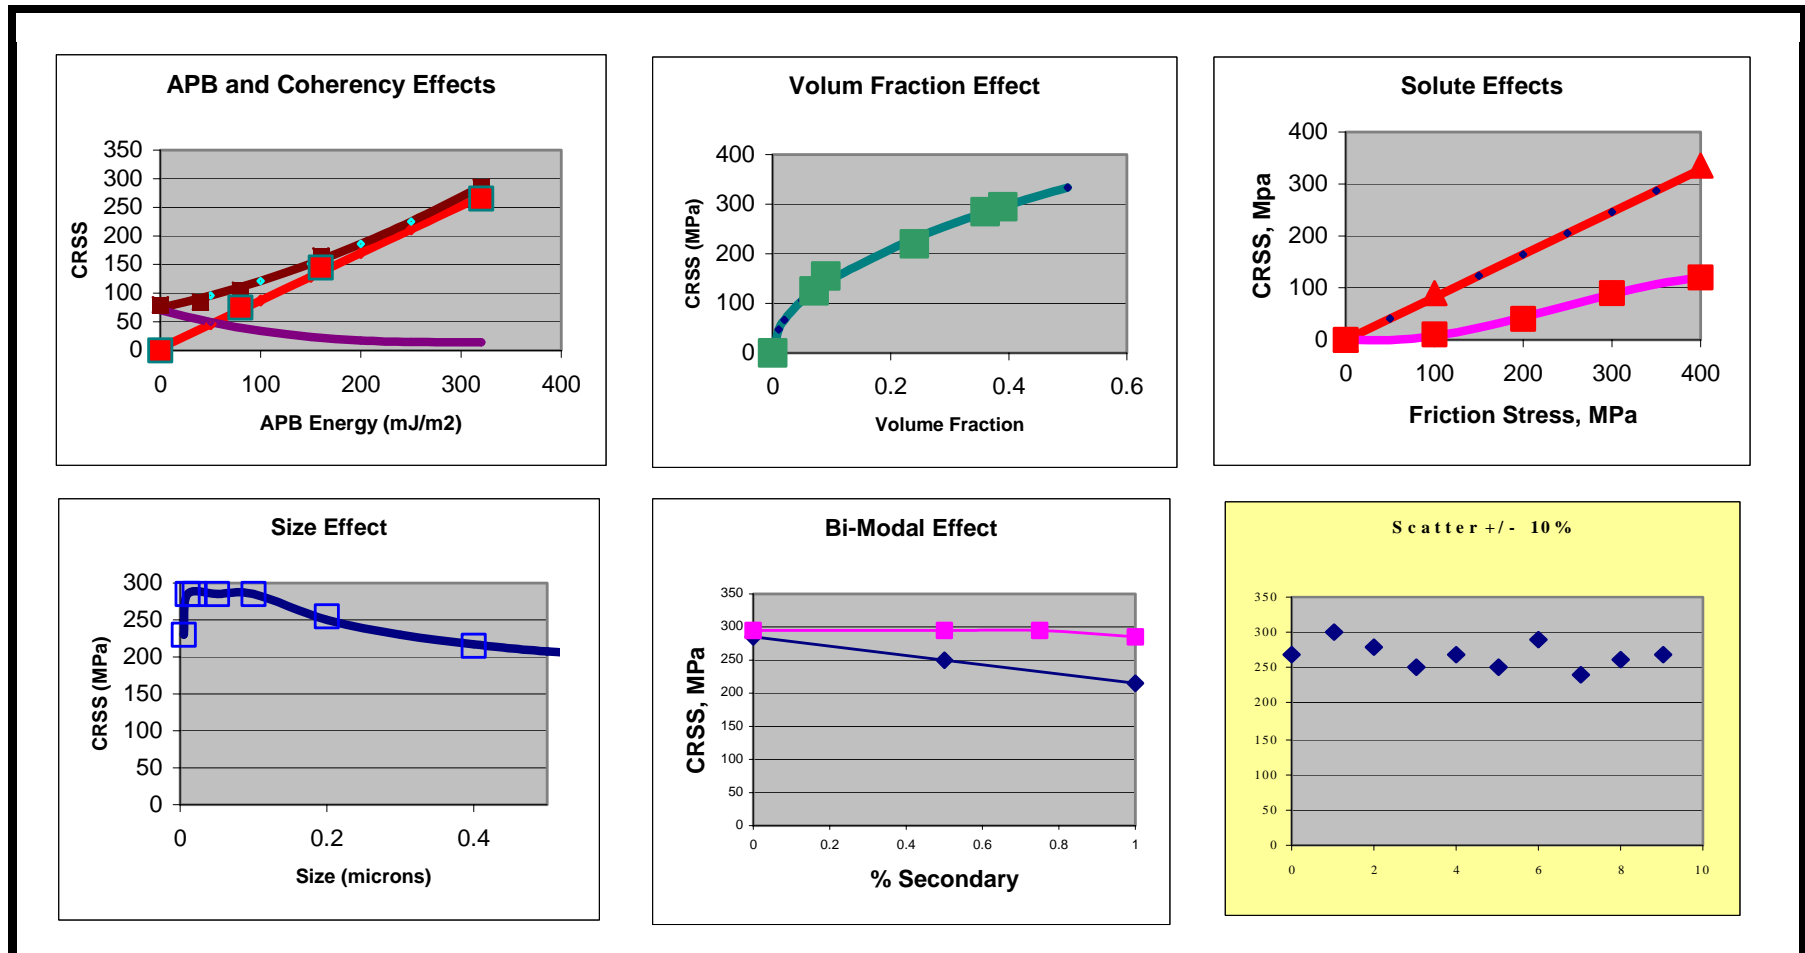 APB and Coherency Effects
350
300
250
200
150
100
50
0
CRSS
0 100 200 300 400
APB Energy (mJ/m2)
Volum Fraction Effect
400
300
200
100
0
CRSS (MPa)
0 0.2 0.4 0.6
Volume Fraction
Solute Effects
400
300
200
100
0
CRSS, Mpa
0 100 200 300 400
Friction Stress, MPa
Size Effect
300
250
200
150
100
50
0
CRSS (MPa)
0 0.2 0.4
Size (microns)
Bi-Modal Effect
350
300
250
200
150
100
50
0
CRSS, MPa
0 0.2 0.4 0.6 0.8 1
% Secondary
Scatter +/- 10%
350
300
250
200
150
100
50
0
0 2 4 6 8 10